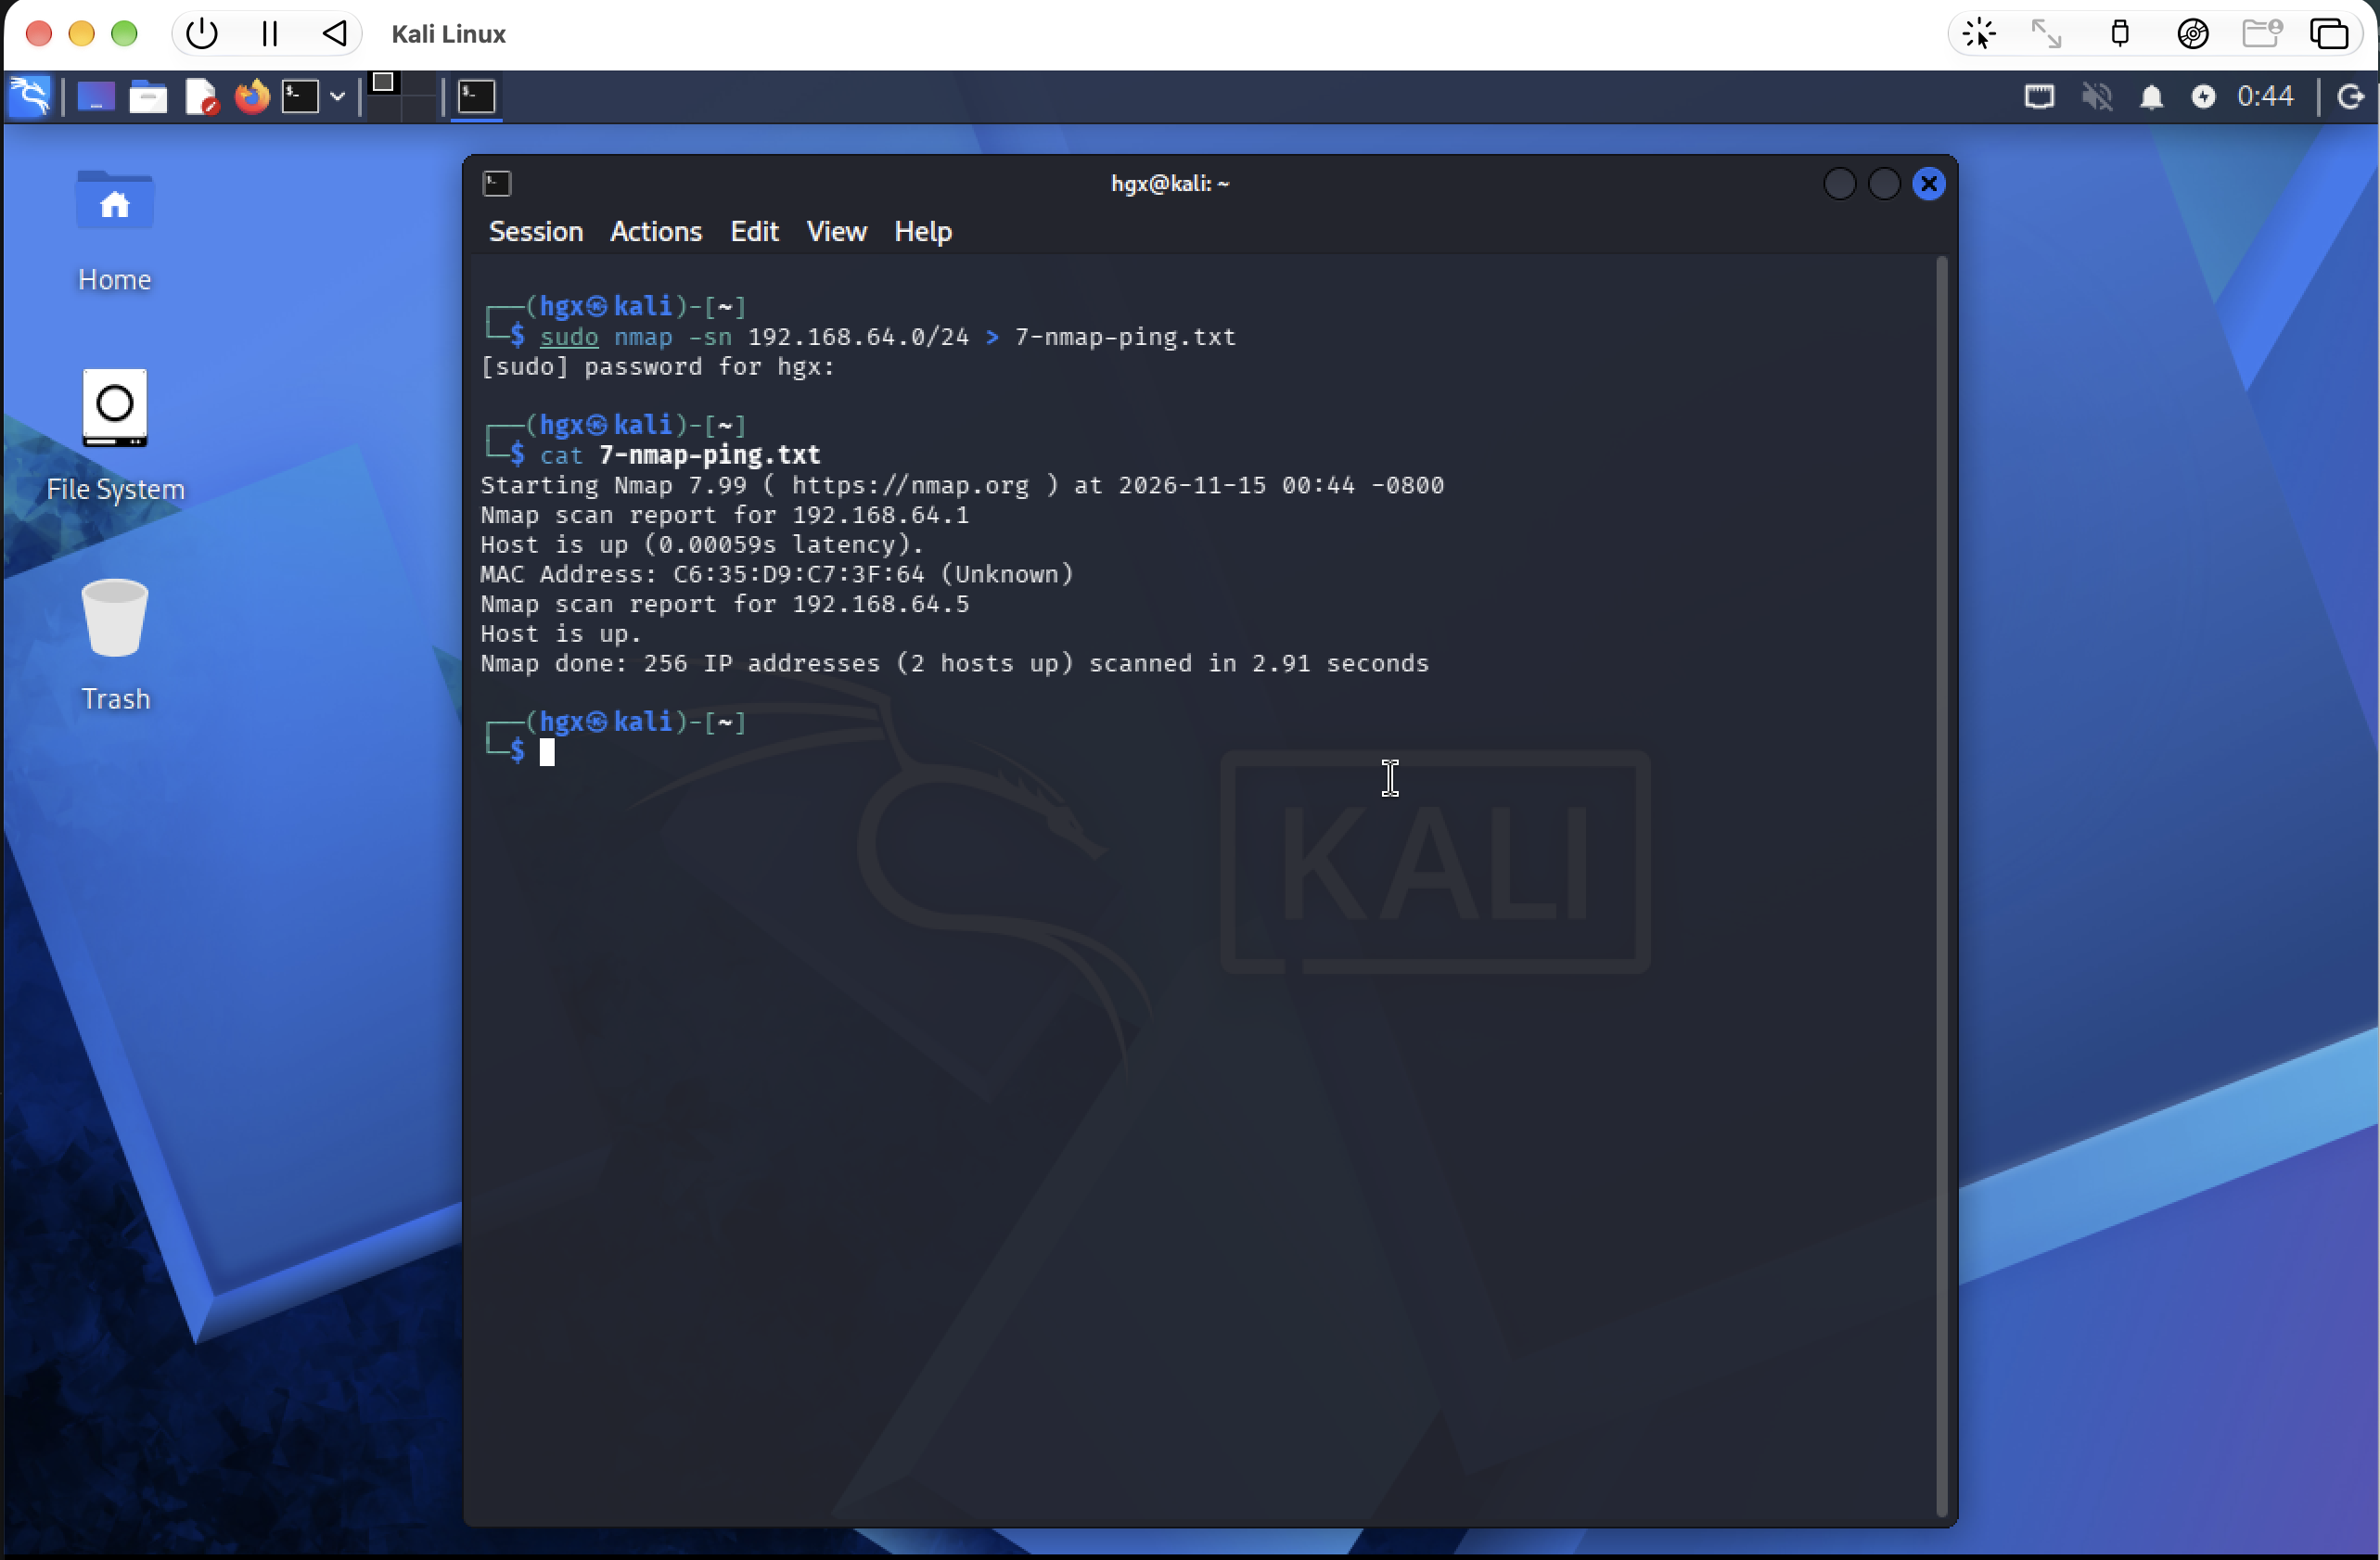 Kali Linux
0:44
Home
File System
Trash
hgx@kali: ~
Session Actions Edit View Help
┌──(hgx㉿kali)-[~]
└─$ sudo nmap -sn 192.168.64.0/24 > 7-nmap-ping.txt
[sudo] password for hgx:
┌──(hgx㉿kali)-[~]
└─$ cat 7-nmap-ping.txt
Starting Nmap 7.99 ( https://nmap.org ) at 2026-11-15 00:44 -0800
Nmap scan report for 192.168.64.1
Host is up (0.00059s latency).
MAC Address: C6:35:D9:C7:3F:64 (Unknown)
Nmap scan report for 192.168.64.5
Host is up.
Nmap done: 256 IP addresses (2 hosts up) scanned in 2.91 seconds
┌──(hgx㉿kali)-[~]
└─$
KALI